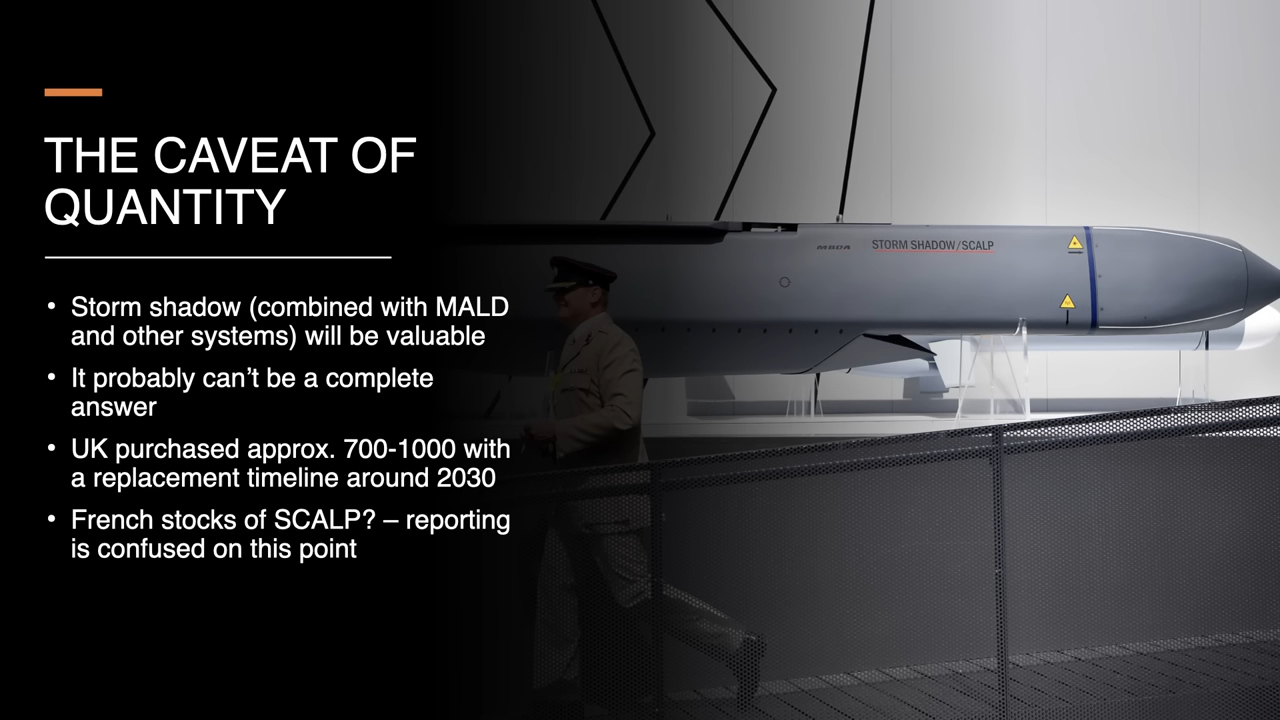 THE CAVEAT OF
QUANTITY
• Storm shadow (combined with MALD
and other systems) will be valuable
• It probably can’t be a complete
answer
• UK purchased approx. 700-1000 with
a replacement timeline around 2030
• French stocks of SCALP? – reporting
is confused on this point
MBDA STORM SHADOW/SCALP